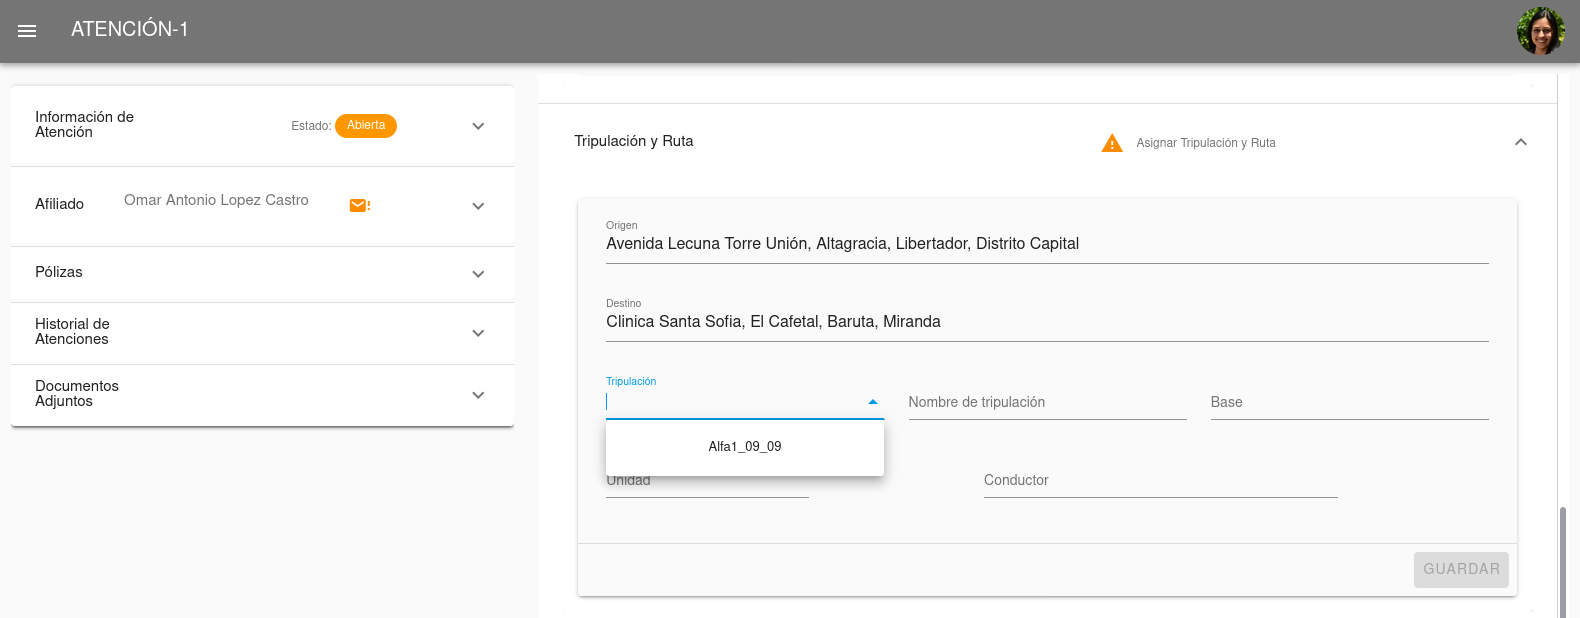 ATENCIÓN-1
Información de
Atención
Estado: Abierta
Afiliado
Omar Antonio Lopez Castro
Pólizas
Historial de
Atenciones
Documentos
Adjuntos
Tripulación y Ruta
Asignar Tripulación y Ruta
Origen
Avenida Lecuna Torre Unión, Altagracia, Libertador, Distrito Capital
Destino
Clinica Santa Sofia, El Cafetal, Baruta, Miranda
Tripulación
Nombre de tripulación
Base
Alfa1_09_09
Unidad
Conductor
GUARDAR